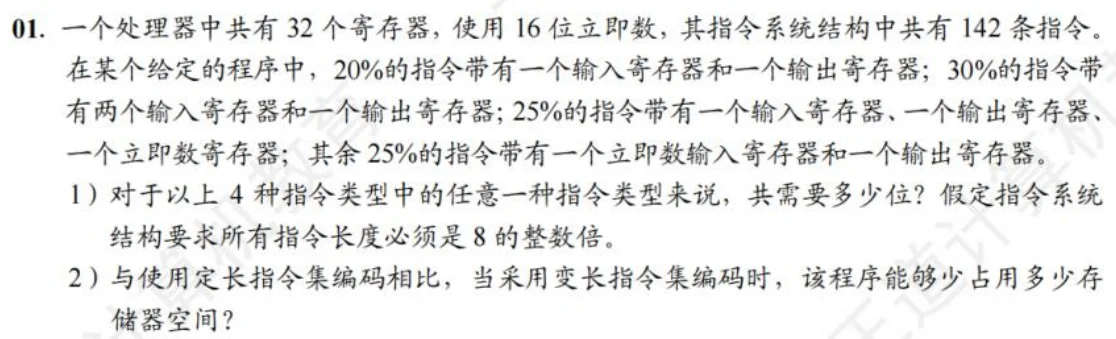 01. 一个处理器中共有 32 个寄存器，使用 16 位立即数，其指令系统结构中共有 142 条指令。
在某个给定的程序中，20%的指令带有一个输入寄存器和一个输出寄存器；30%的指令带
有两个输入寄存器和一个输出寄存器；25%的指令带有一个输入寄存器、一个输出寄存器、
一个立即数寄存器；其余 25%的指令带有一个立即数输入寄存器和一个输出寄存器。
1）对于以上 4 种指令类型中的任意一种指令类型来说，共需要多少位？假定指令系统
结构要求所有指令长度必须是 8 的整数倍。
2）与使用定长指令集编码相比，当采用变长指令集编码时，该程序能够少占用多少存
储器空间？